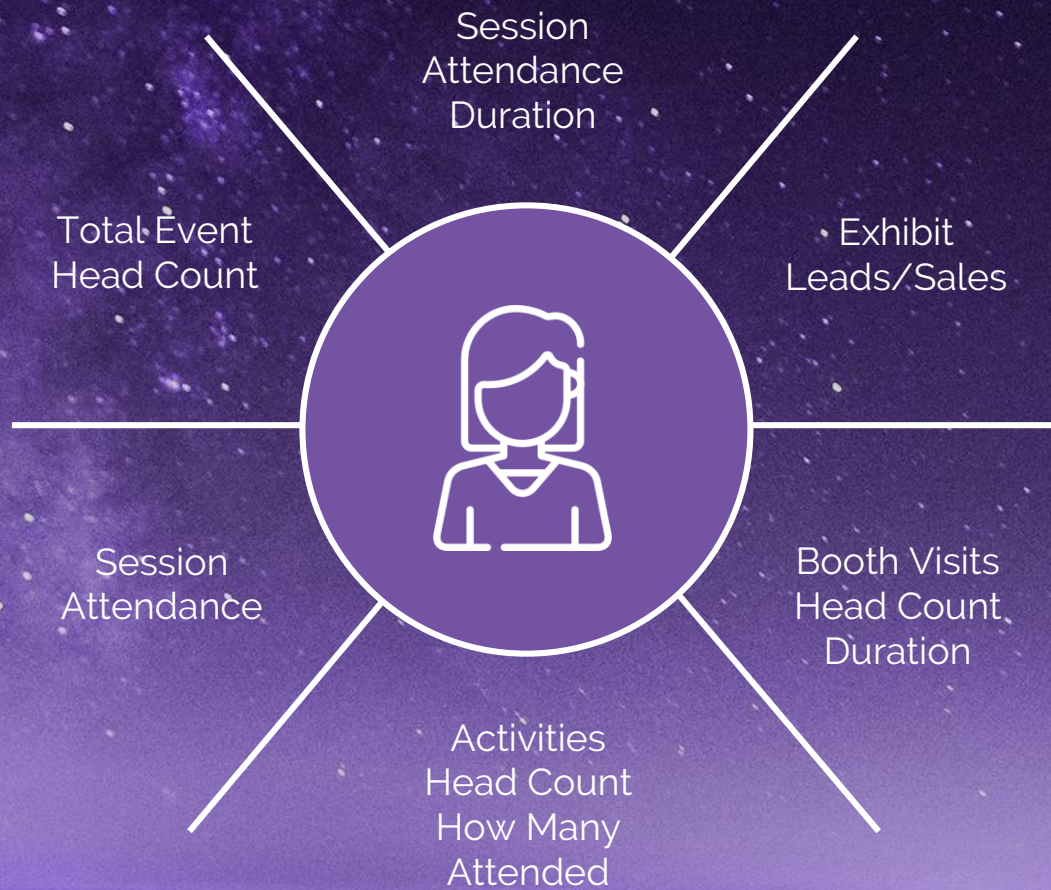 Session
Attendance
Duration
Total Event
Head Count
Exhibit
Leads/Sales
Session
Attendance
Booth Visits
Head Count
Duration
Activities
Head Count
How Many
Attended